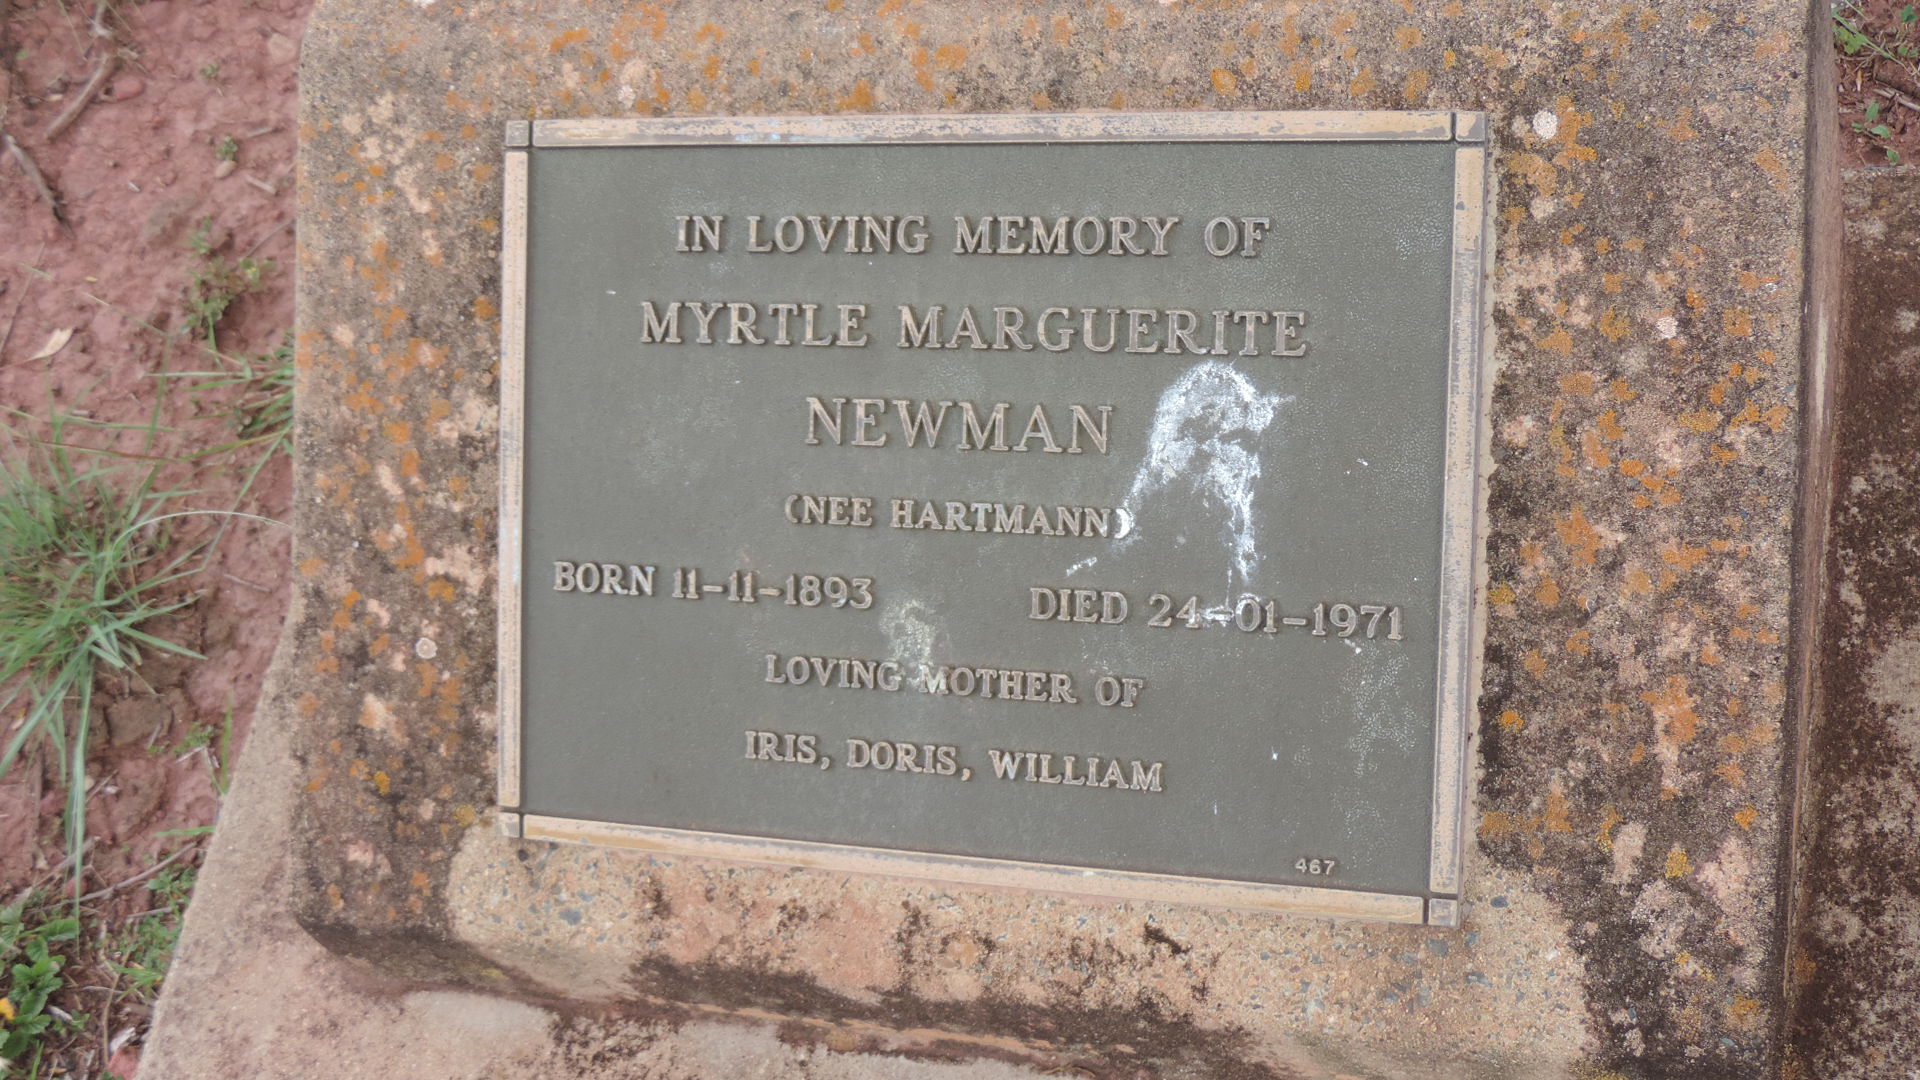 IN LOVING MEMORY OF
MYRTLE MARGUERITE
NEWMAN
(NEE HARTMANN)
BORN 11-11-1893 DIED 24-01-1971
LOVING MOTHER OF
IRIS, DORIS, WILLIAM
467